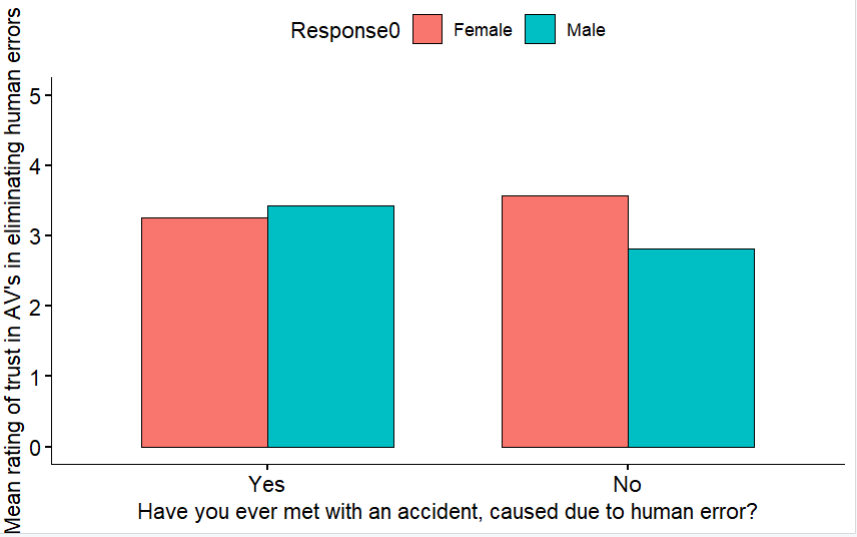 Response0 Female Male
Mean rating of trust in AV's in eliminating human errors
5
4
3
2
1
0
Yes No
Have you ever met with an accident, caused due to human error?